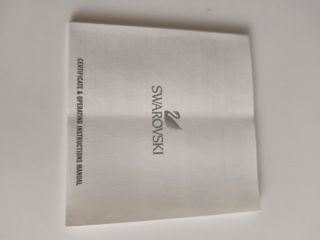 SWAROVSKI
CERTIFICATE & OPERATING INSTRUCTIONS MANUAL